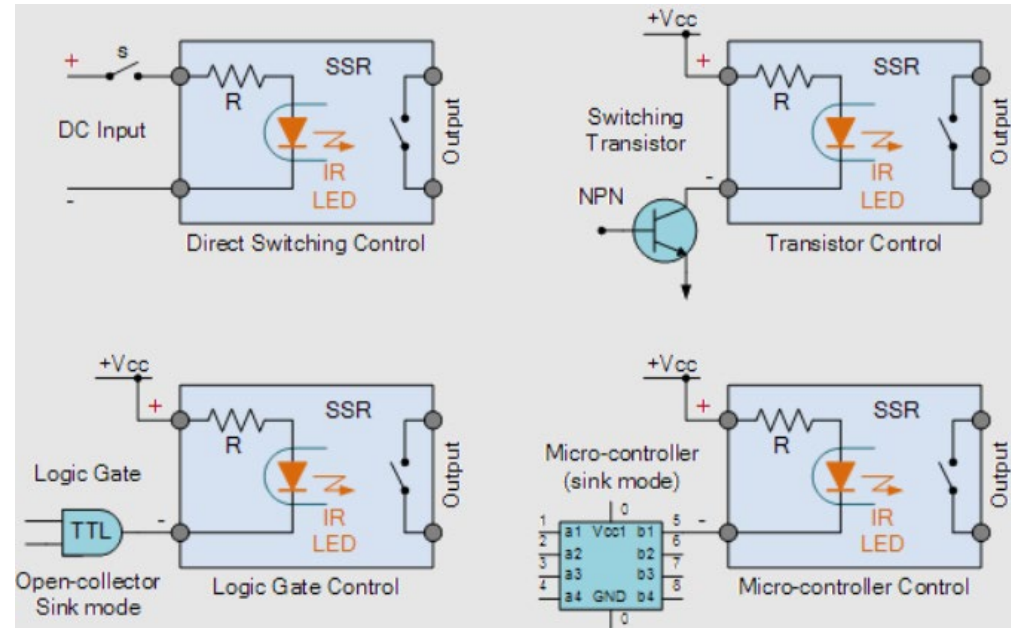 +
s
SSR
R
DC Input
Output
IR
LED
-
Direct Switching Control
+Vcc
+
SSR
R
Switching
Transistor
Output
IR
LED
-
NPN
Transistor Control
+Vcc
+
SSR
R
Logic Gate
Output
TTL
-
IR
LED
Open-collector
Sink mode
Logic Gate Control
+Vcc
+
SSR
R
Micro-controller
(sink mode)
Output
0
1 a1 Vcc1 b1 5
-
2 a2 b2 6
3 a3 b3 7
4 a4 GND b4 8
0
IR
LED
Micro-controller Control